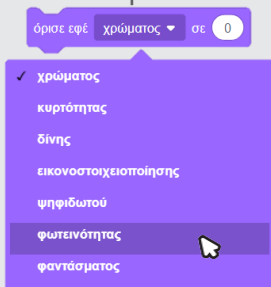 όρισε εφέ χρώματος σε 0
χρώματος
κυρτότητας
δίνης
εικονοστοιχειοποίησης
ψηφιδωτού
φωτεινότητας
φαντάσματος